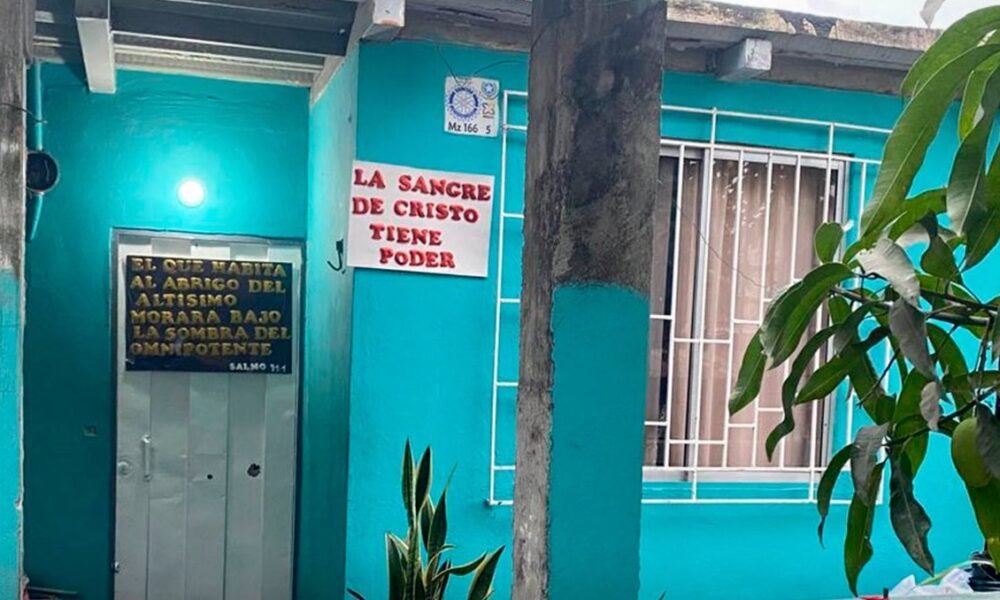 Mz 166 5
LA SANGRE
DE CRISTO
TIENE
PODER
EL QUE HABITA
AL ABRIGO DEL
ALTÍSIMO
MORARA BAJO
LA SOMBRA DEL
OMNIPOTENTE
SALMO 91-1